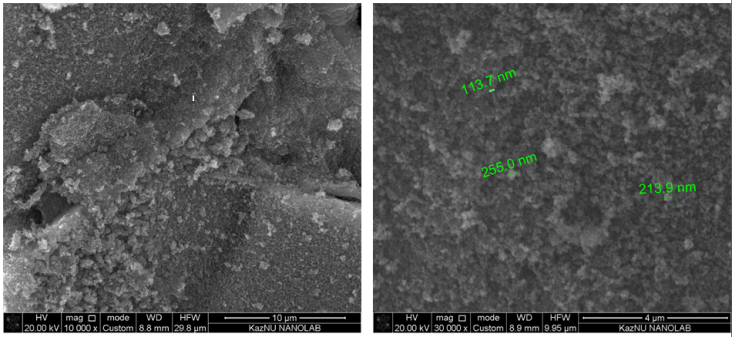 113.7 nm
255.0 nm
213.9 nm
HV mag mode WD HFW 10 µm
20.00 kV 10 000 x Custom 8.8 mm 29.8 µm KazNU NANOLAB
HV mag mode WD HFW 4 µm
20.00 kV 30 000 x Custom 8.9 mm 9.95 µm KazNU NANOLAB